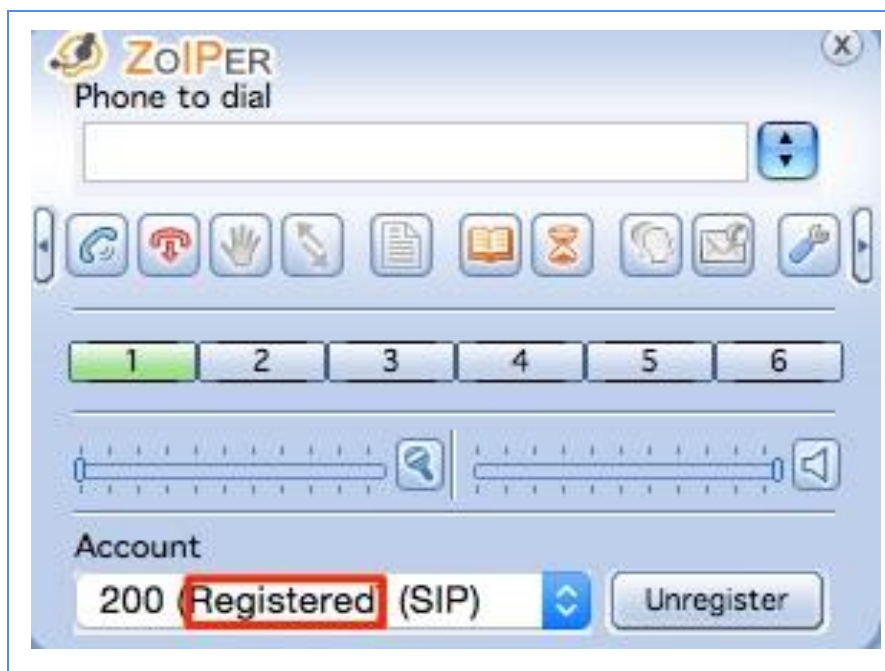 ZoIPER
Phone to dial
1 2 3 4 5 6
Account
200 (Registered (SIP) Unregister